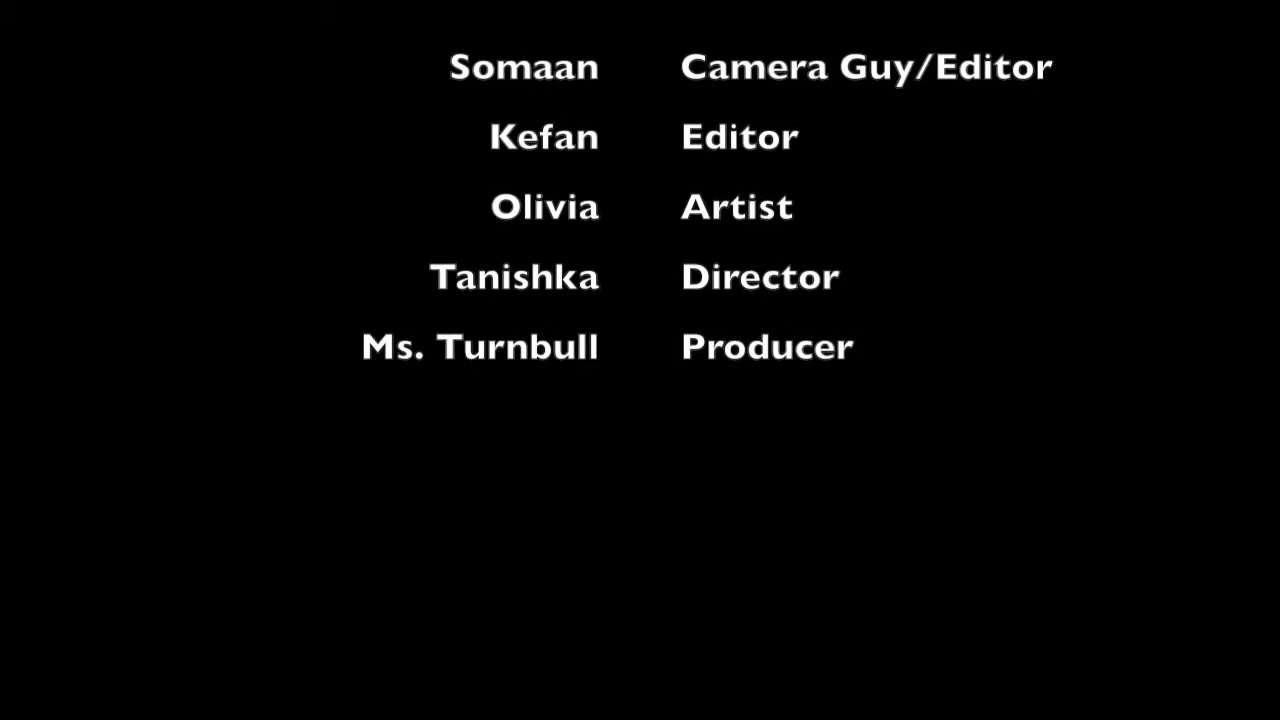 Somaan Camera Guy/Editor
Kefan Editor
Olivia Artist
Tanishka Director
Ms. Turnbull Producer